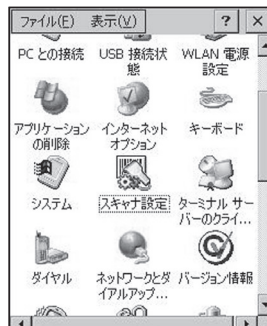 ファイル(F) 表示(V) ? ×
PC との接続 USB 接続状態 WLAN 電源設定
アプリケーションの削除 インターネット オプション キーボード
システム スキャナ設定 ターミナル サーバーのクライ...
ダイヤル ネットワークとダイアルアップ... バージョン情報